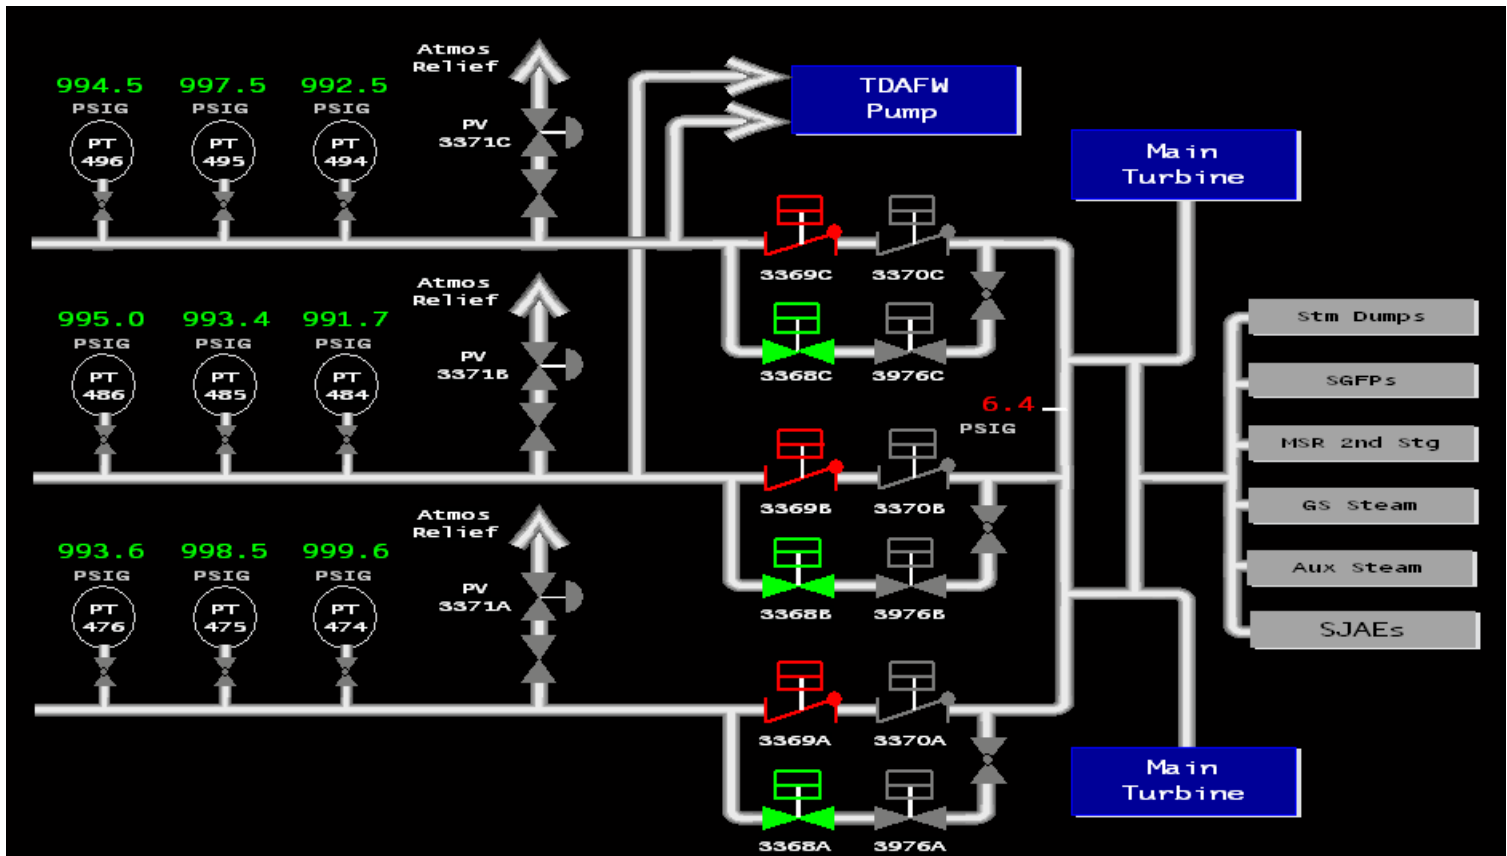 Atmos
Relief
994.5 997.5 992.5
PSIG PSIG PSIG
TDAFW
Pump
PV
3371C
PT
496
PT
495
PT
494
Main
Turbine
3369C 3370C
Atmos
Relief
995.0 993.4 991.7
PSIG PSIG PSIG
Stm Dumps
PV
3371B
PT
486
PT
485
PT
484
3368C 3976C
SGFPs
6.4
PSIG
MSR 2nd Stg
3369B 3370B
GS Steam
Atmos
Relief
993.6 998.5 999.6
PSIG PSIG PSIG
Aux Steam
PV
3371A
PT
476
PT
475
PT
474
3368B 3976B
SJAEs
3369A 3370A
Main
Turbine
3368A 3976A